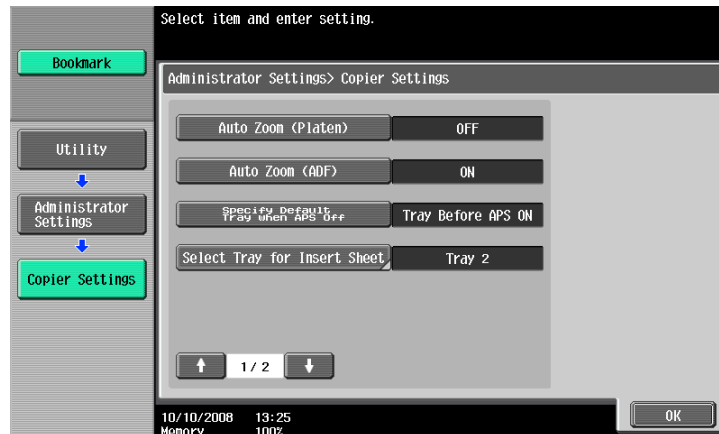 Select item and enter setting.
Bookmark
Administrator Settings> Copier Settings
Auto Zoom (Platen)
OFF
Utility
Auto Zoom (ADF)
ON
Administrator
Settings
Specify Default
Tray when APS Off
Tray Before APS ON
Copier Settings
Select Tray for Insert Sheet
Tray 2
1/ 2
OK
10/10/2008 13:25
Memory 100%